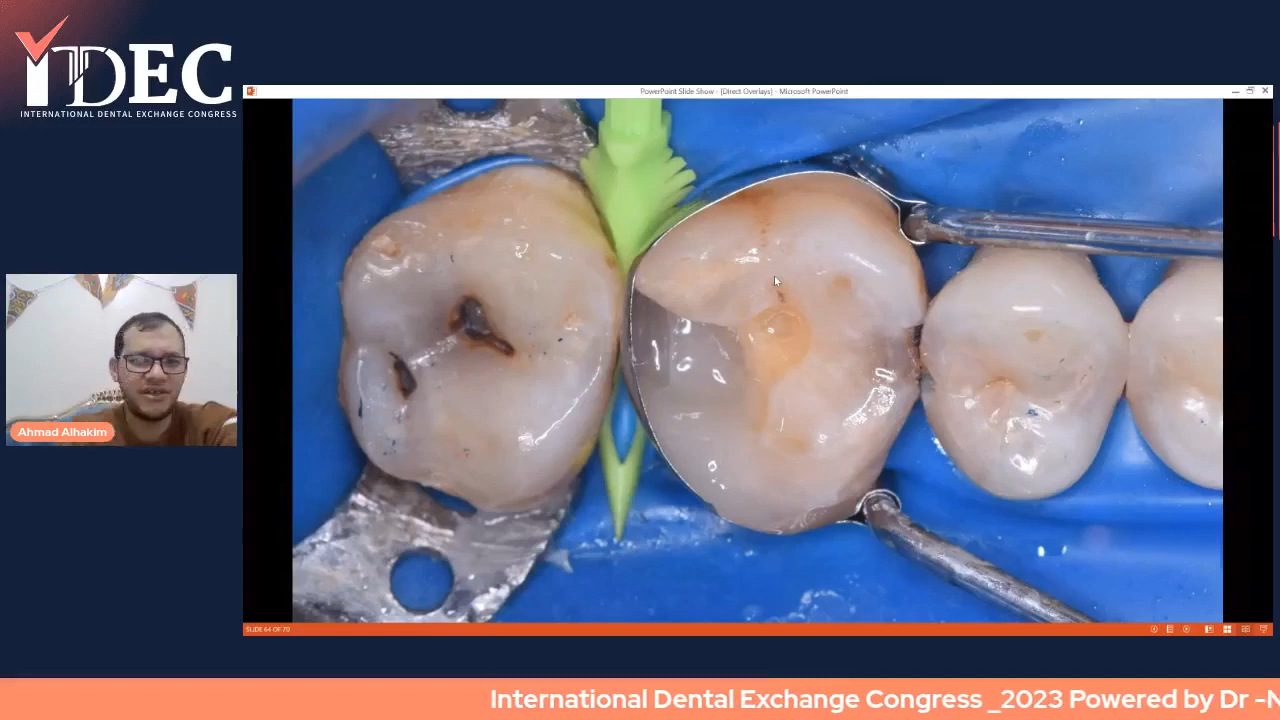 IDEC
INTERNATIONAL DENTAL EXCHANGE CONGRESS
PowerPoint Slide Show - [Direct Overlays] - Microsoft PowerPoint
Ahmad Alhakim
SLIDE 64 OF 70
International Dental Exchange Congress _2023 Powered by Dr -N